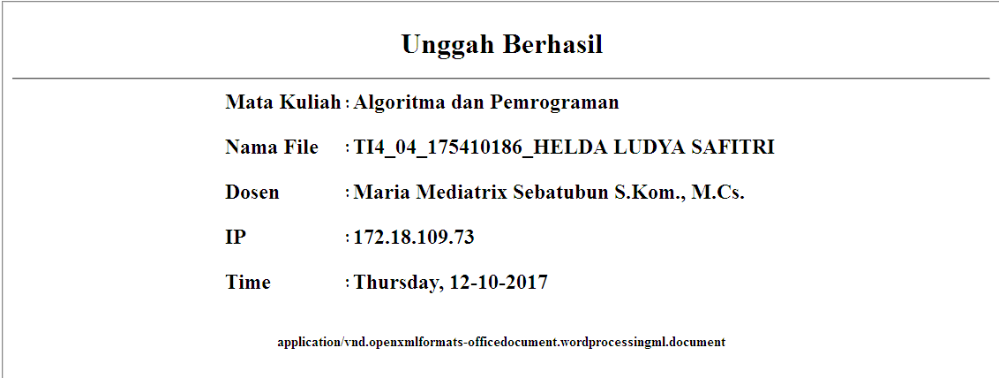 Unggah Berhasil
Mata Kuliah : Algoritma dan Pemrograman
Nama File : TI4_04_175410186_HELDA LUDYA SAFITRI
Dosen : Maria Mediatrix Sebatubun S.Kom., M.Cs.
IP : 172.18.109.73
Time : Thursday, 12-10-2017
application/vnd.openxmlformats-officedocument.wordprocessingml.document